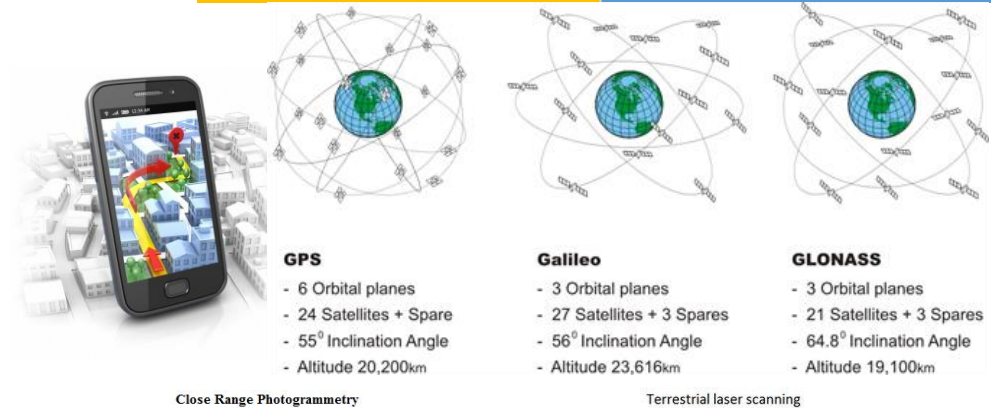 GPS
- 6 Orbital planes
- 24 Satellites + Spare
- 55⁰ Inclination Angle
- Altitude 20,200km
Galileo
- 3 Orbital planes
- 27 Satellites + 3 Spares
- 56⁰ Inclination Angle
- Altitude 23,616km
GLONASS
- 3 Orbital planes
- 21 Satellites + 3 Spares
- 64.8⁰ Inclination Angle
- Altitude 19,100km
Close Range Photogrammetry
Terrestrial laser scanning